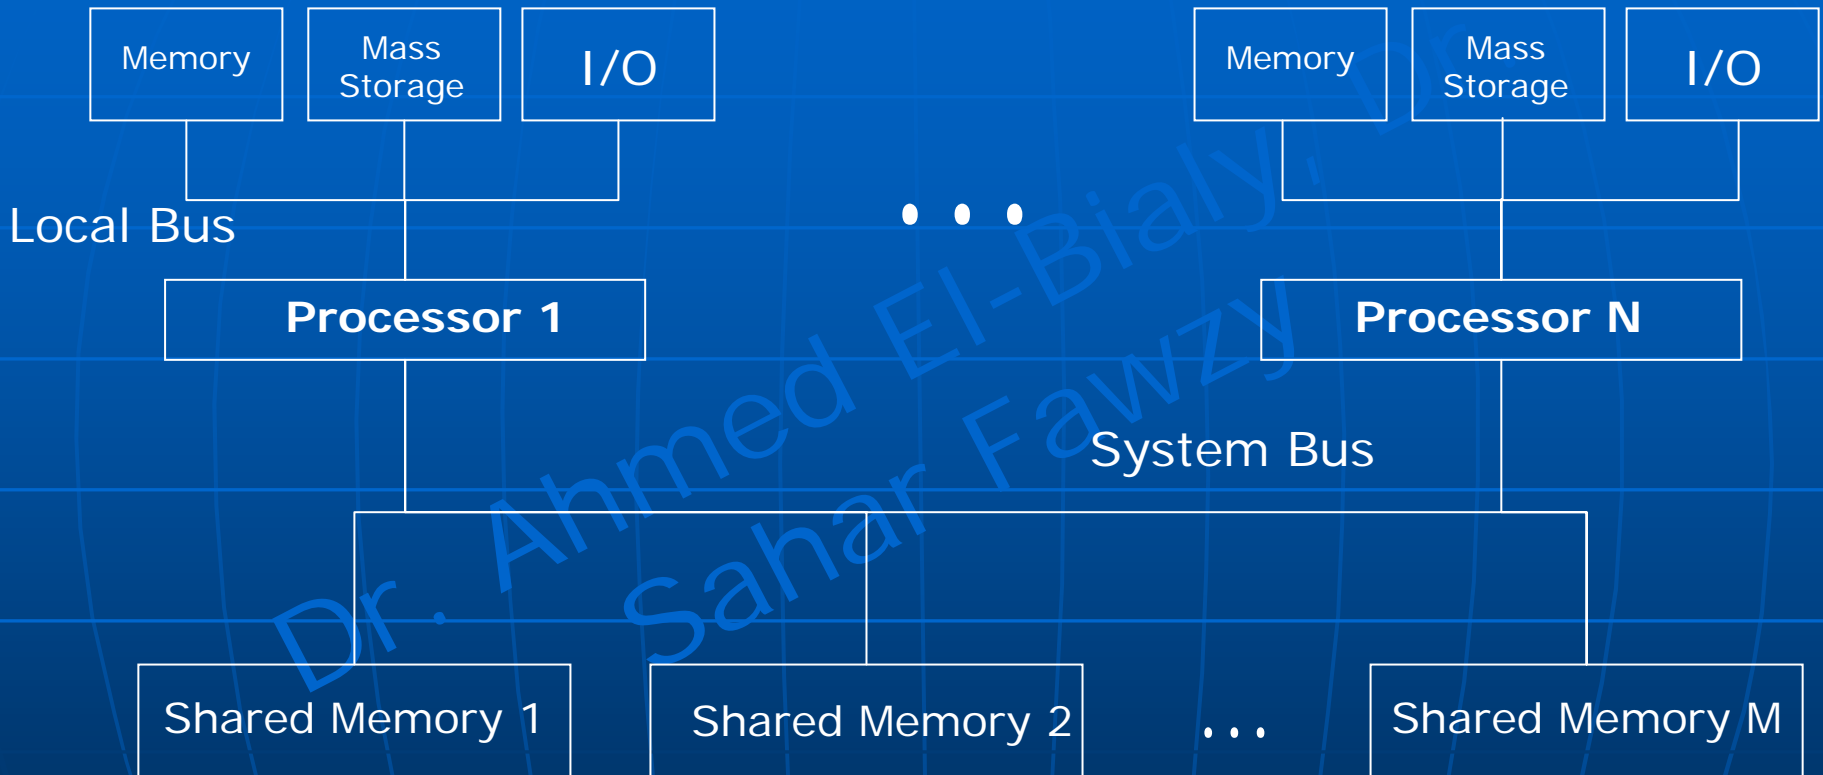 Memory
Mass
Storage
I/O
Memory
Mass
Storage
I/O
Local Bus
• • •
Processor 1
Processor N
System Bus
Shared Memory 1
Shared Memory 2
...
Shared Memory M
Dr. Ahmed El-Bialy, Dr
Sahar Fawzy